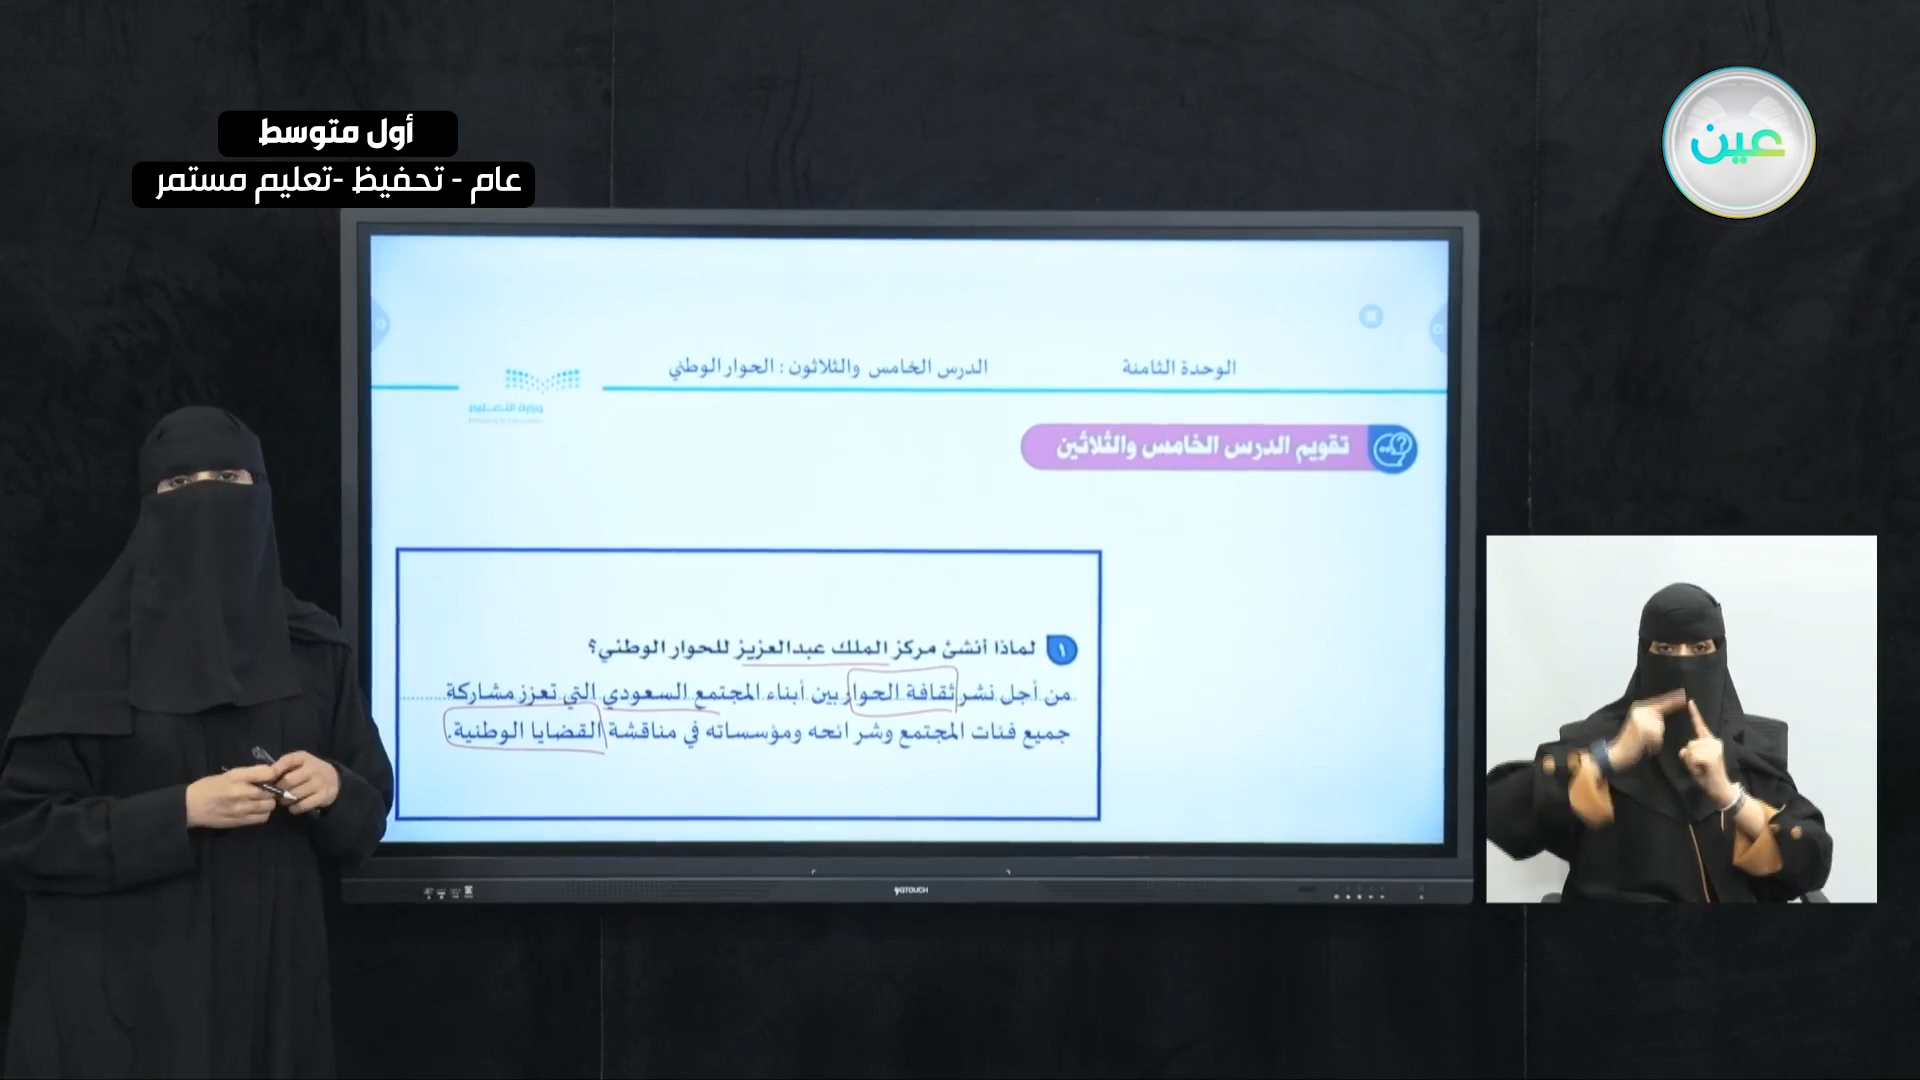 أول متوسط
عام - تحفيظ -تعليم مستمر
عين
الوحدة الثامنة
الدرس الخامس والثلاثون : الحوار الوطني
وزارة التعليم
تقويم الدرس الخامس والثلاثين
١ لماذا أنشئ مركز الملك عبدالعزيز للحوار الوطني؟
من أجل نشر ثقافة الحوار بين أبناء المجتمع السعودي التي تعزز مشاركة
جميع فئات المجتمع وشرائحه ومؤسساته في مناقشة القضايا الوطنية.